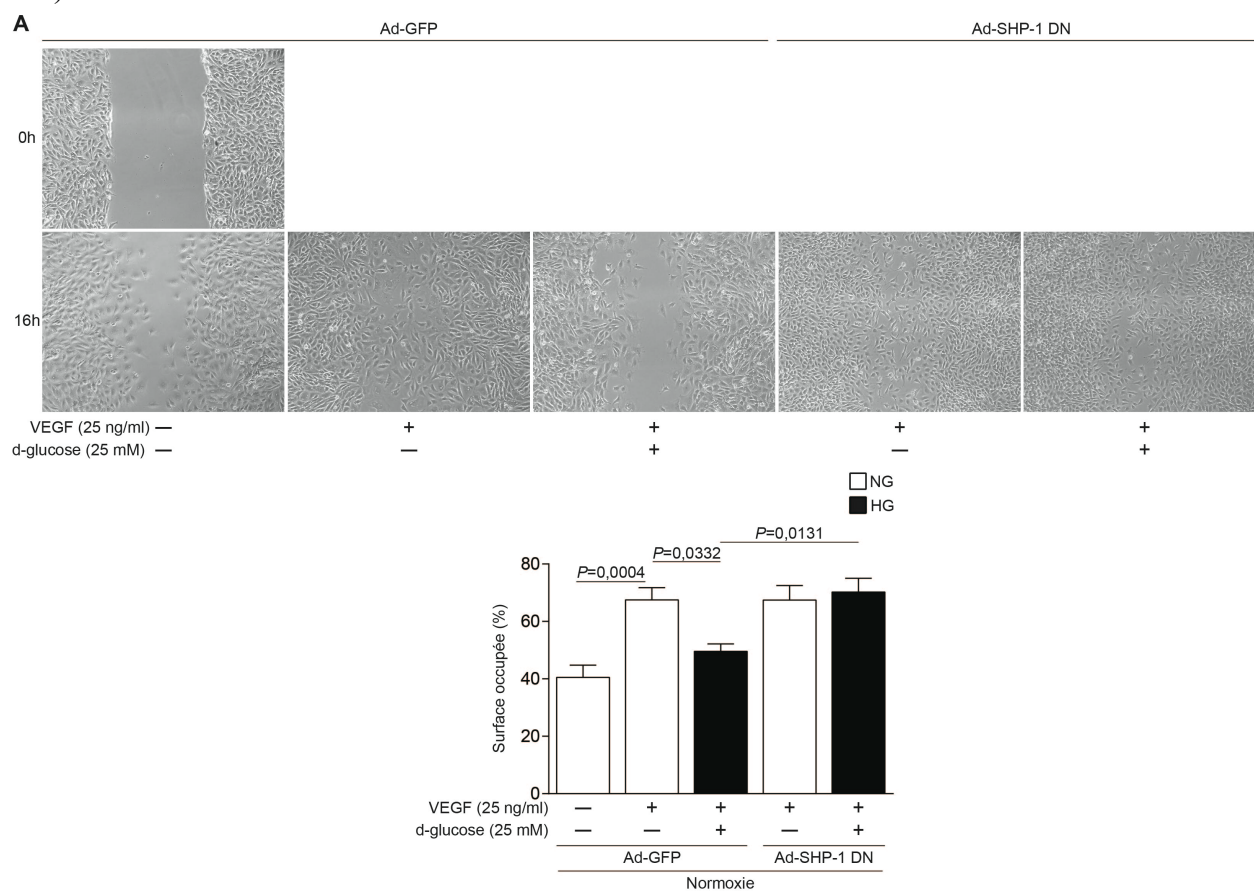 A
Ad-GFP Ad-SHP-1 DN
0h
16h
VEGF (25 ng/ml) — + + + +
d-glucose (25 mM) — — + — +
NG
HG
P=0,0131
P=0,0332
P=0,0004
80
60
40
20
0
Surface occupée (%)
VEGF (25 ng/ml) — + + + +
d-glucose (25 mM) — — + — +
Ad-GFP Ad-SHP-1 DN
Normoxie